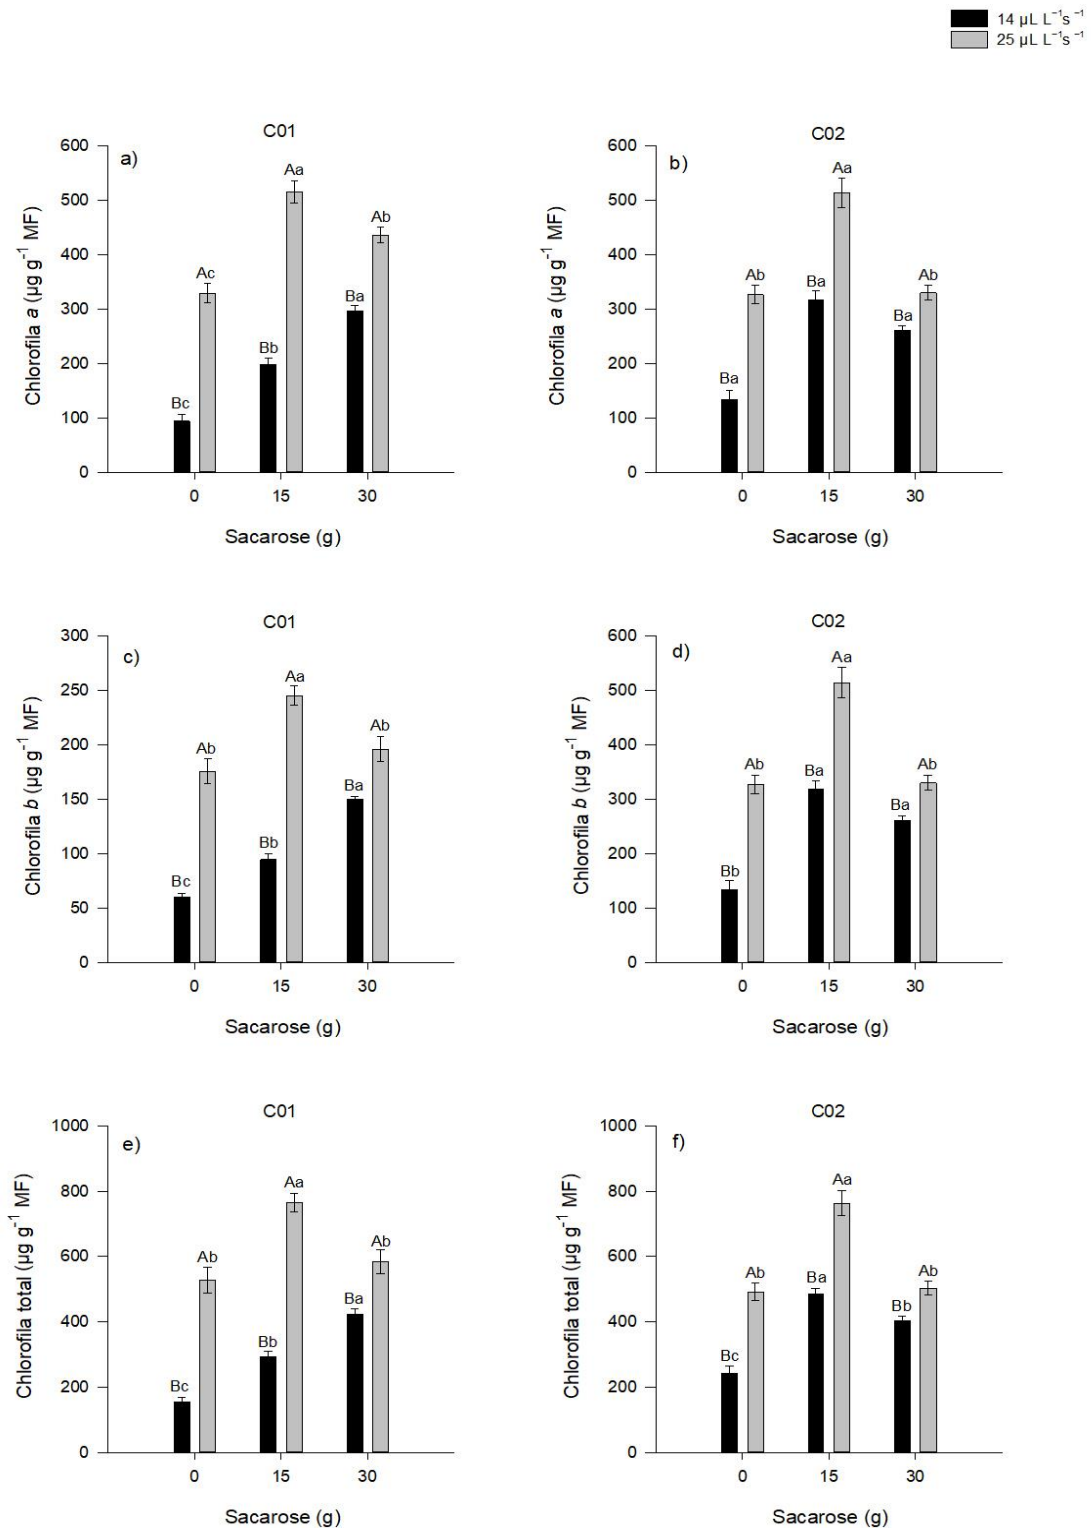 14 µL L⁻¹s⁻¹
25 µL L⁻¹s⁻¹
C01
a)
600
500
400
300
200
100
0
Chlorofila a (µg g⁻¹ MF)
Bc
Ac
Bb
Aa
Ba
Ab
0 15 30
Sacarose (g)
C02
b)
600
500
400
300
200
100
0
Chlorofila a (µg g⁻¹ MF)
Ba
Ab
Ba
Aa
Ba
Ab
0 15 30
Sacarose (g)
C01
c)
300
250
200
150
100
50
0
Chlorofila b (µg g⁻¹ MF)
Bc
Ab
Bb
Aa
Ba
Ab
0 15 30
Sacarose (g)
C02
d)
600
500
400
300
200
100
0
Chlorofila b (µg g⁻¹ MF)
Bb
Ab
Ba
Aa
Ba
Ab
0 15 30
Sacarose (g)
C01
e)
1000
800
600
400
200
0
Chlorofila total (µg g⁻¹ MF)
Bc
Ab
Bb
Aa
Ba
Ab
0 15 30
Sacarose (g)
C02
f)
1000
800
600
400
200
0
Chlorofila total (µg g⁻¹ MF)
Bc
Ab
Ba
Aa
Bb
Ab
0 15 30
Sacarose (g)